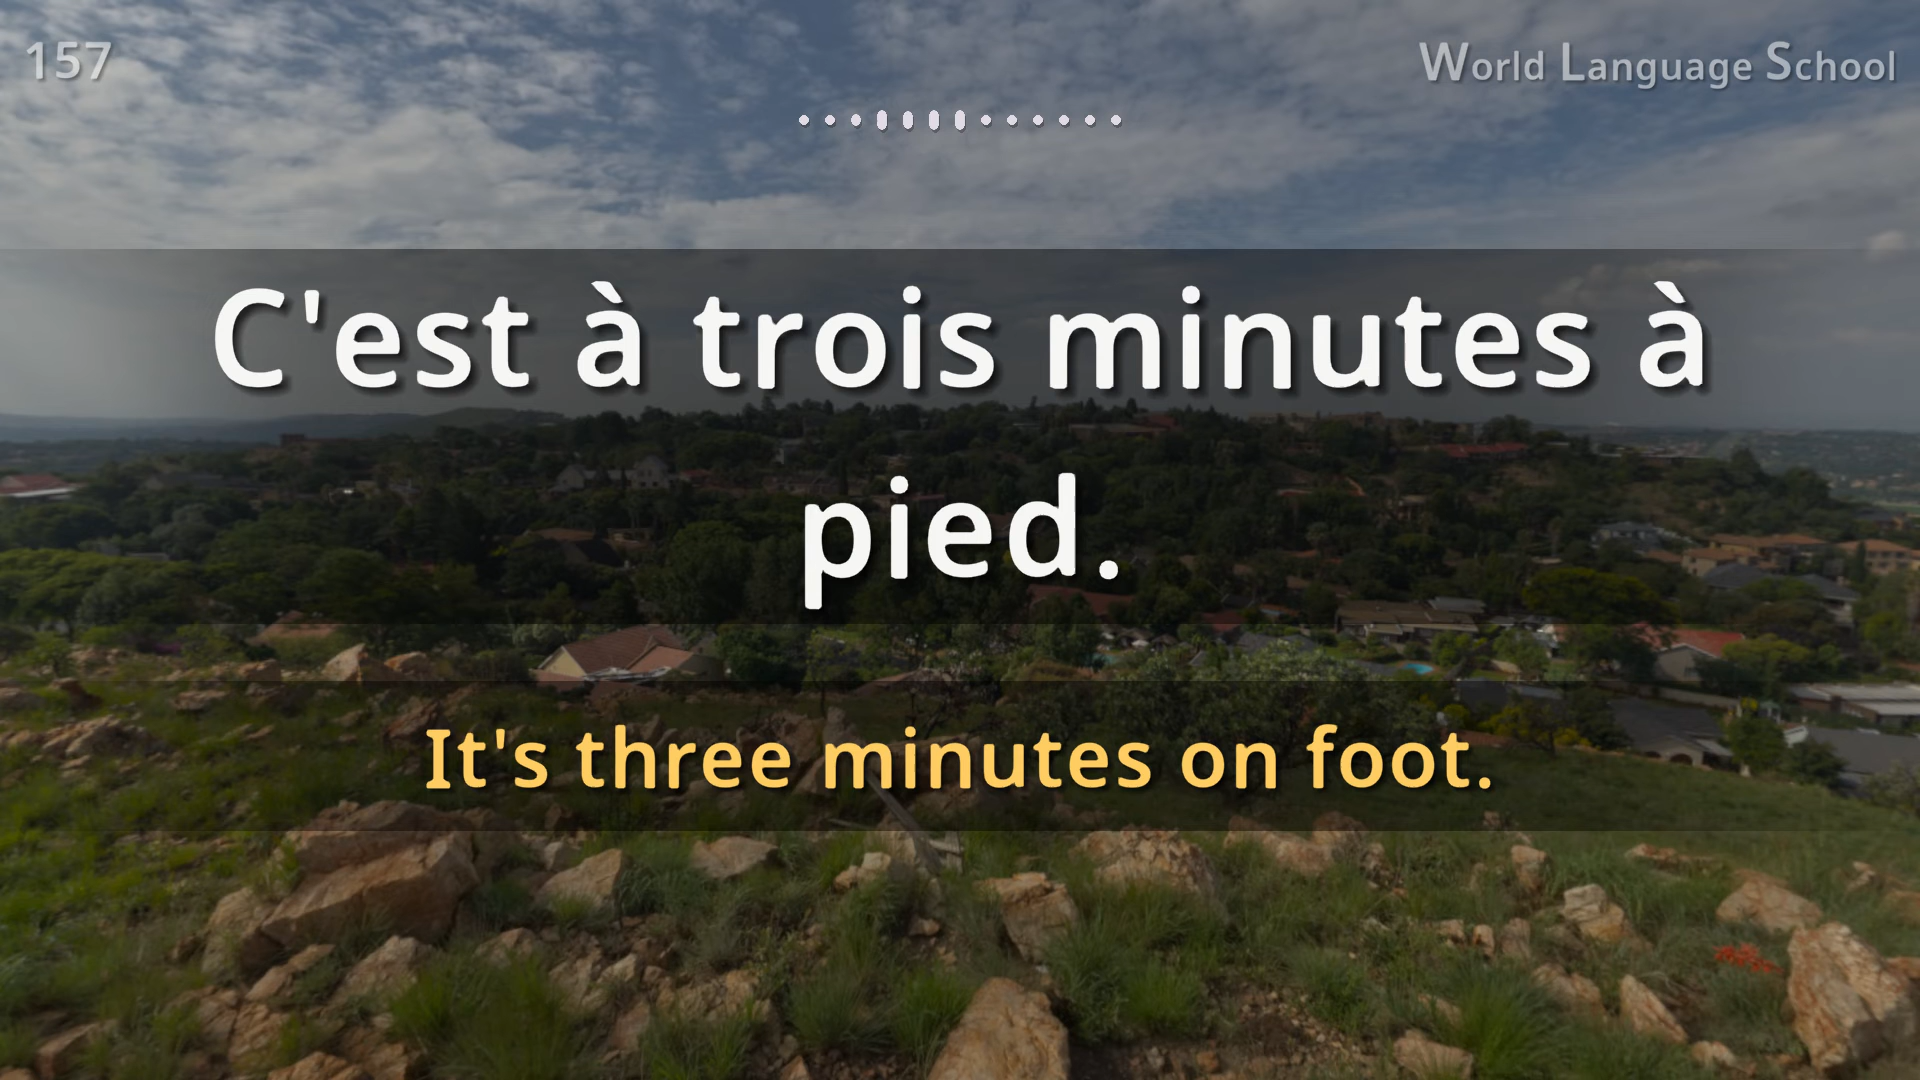 157
World Language School
C'est à trois minutes à
pied.
It's three minutes on foot.